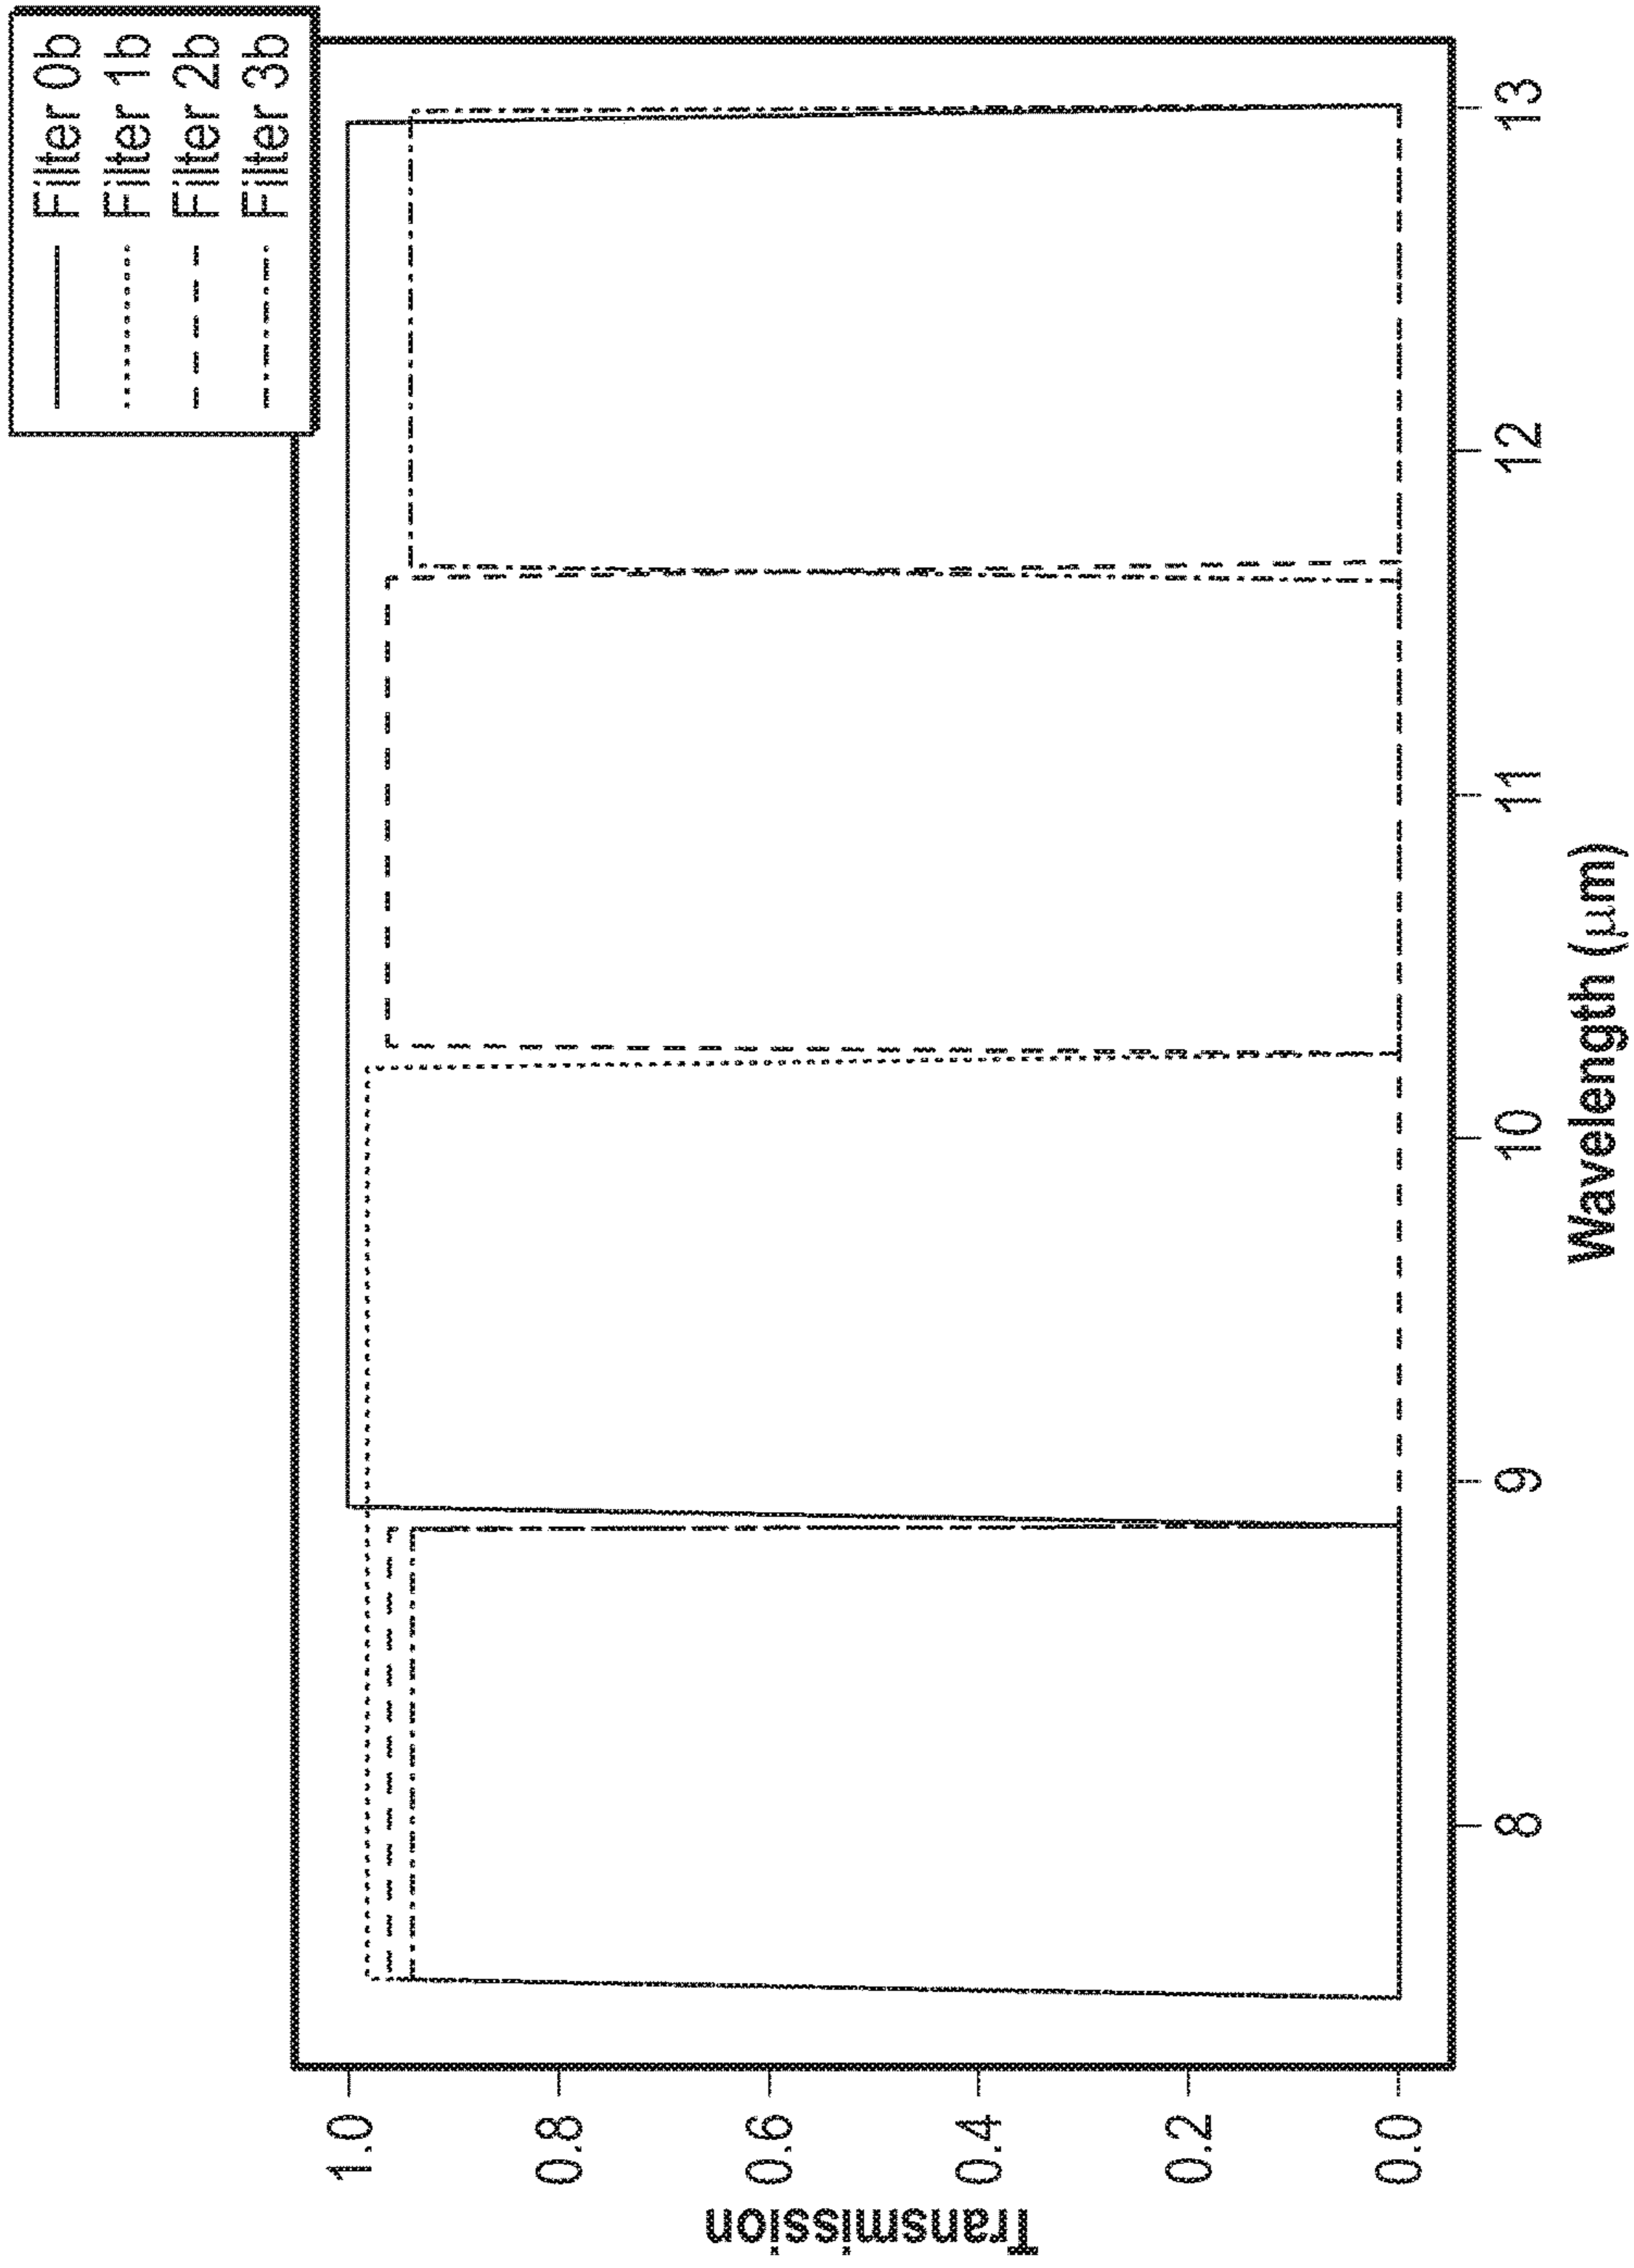 Filter 0b
Filter 1b
Filter 2b
Filter 3b
Transmission
1.0
0.8
0.6
0.4
0.2
0.0
8
9
10
11
12
13
Wavelength (μm)